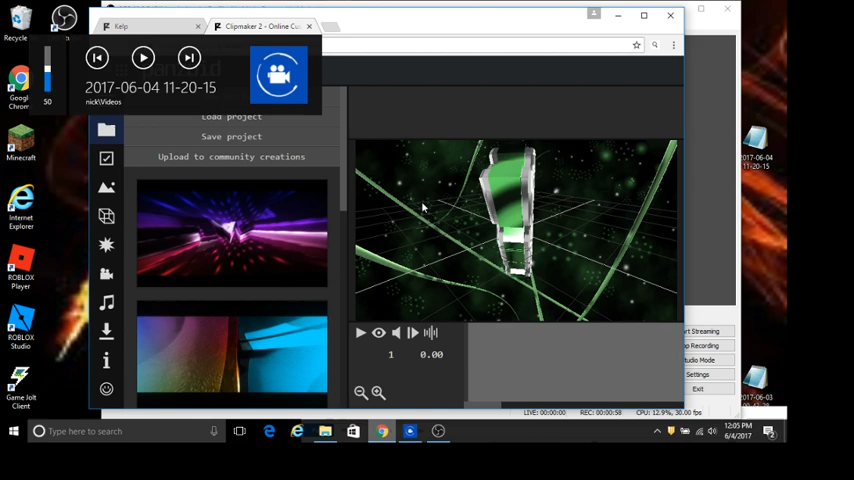 Kelp
Clipmaker 2 - Online Cus
Recycle
Google
Chrom
Minecraft
Internet
Explorer
ROBLOX
Player
ROBLOX
Studio
Game Jolt
Client
50
2017-06-04 11-20-15
nick\Videos
Load project
Save project
Upload to community creations
1
0.00
2017-06-04
11-20-15
2017-06-03
rt Streaming
op Recording
tudio Mode
Settings
Exit
LIVE: 00:00:00
REC: 00:00:58
CPU: 12.9%, 30.00 fps
Type here to search
12:05 PM
6/4/2017
2